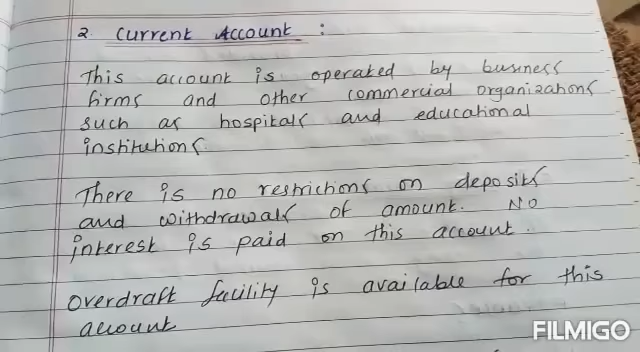 2. Current Account :
This account is operated by business
firms and other commercial organizations
such as hospitals and educational
institutions.
There is no restrictions on deposits
and withdrawals of amount. No
interest is paid on this account.
Overdraft facility is available for this
account
FILMIGO